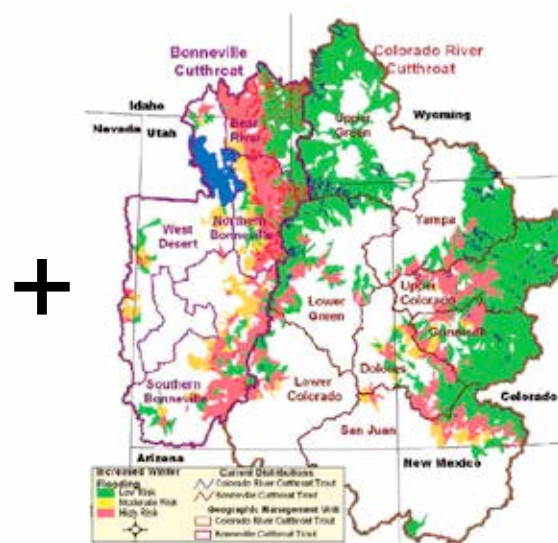 Bonneville
Cutthroat
Colorado River
Cutthroat
Idaho
Nevada
Utah
Wyoming
Bear
River
Upper
Green
Yampa
West
Desert
Northern
Bonneville
Upper
Colorado
Lower
Green
Gunnison
Dolores
Southern
Bonneville
Lower
Colorado
Colorado
San Juan
Arizona
New Mexico
Increased Winter
Flooding
Low Risk
Moderate Risk
High Risk
Current Distributions
Colorado River Cutthroat Trout
Bonneville Cutthroat Trout
Geographic Management Unit
Colorado River Cutthroat Trout
Bonneville Cutthroat Trout